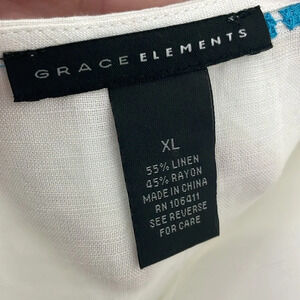 GRACE ELEMENTS
XL
55% LINEN
45% RAYON
MADE IN CHINA
RN 106411
SEE REVERSE
FOR CARE